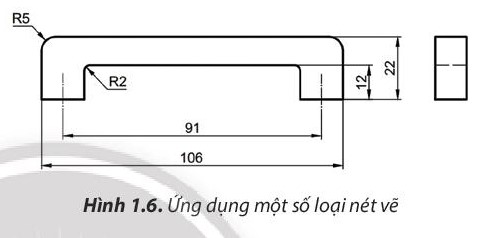 R5
R2
12
22
91
106
Hình 1.6. Ứng dụng một số loại nét vẽ